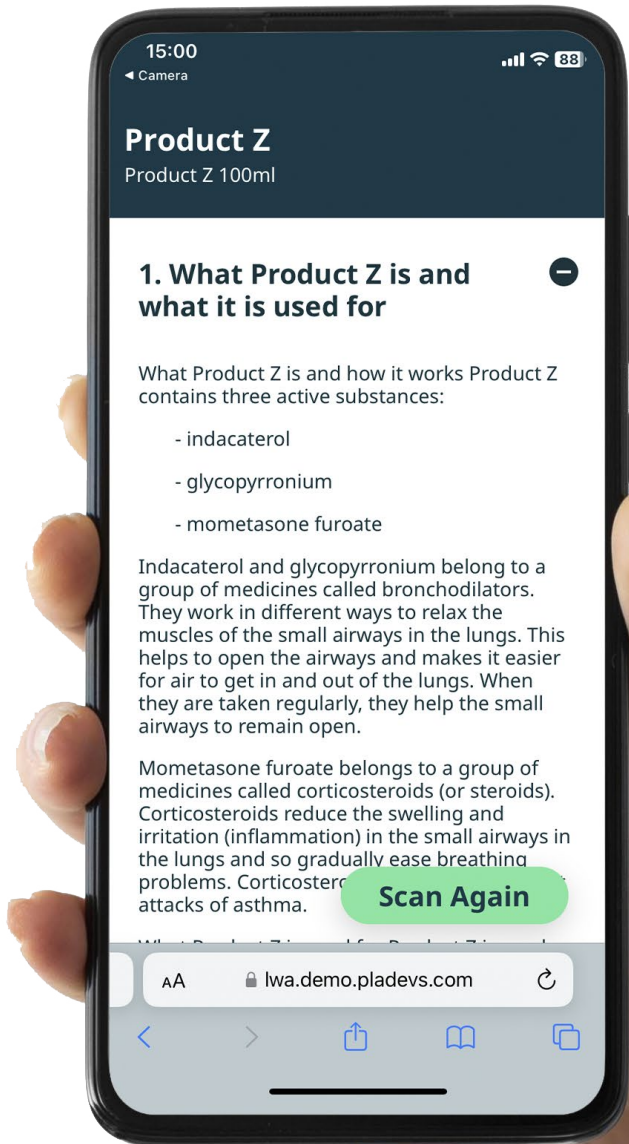 15:00
88
◀ Camera
Product Z
Product Z 100ml
1. What Product Z is and
what it is used for
What Product Z is and how it works Product Z
contains three active substances:
- indacaterol
- glycopyrronium
- mometasone furoate
Indacaterol and glycopyrronium belong to a
group of medicines called bronchodilators.
They work in different ways to relax the
muscles of the small airways in the lungs. This
helps to open the airways and makes it easier
for air to get in and out of the lungs. When
they are taken regularly, they help the small
airways to remain open.
Mometasone furoate belongs to a group of
medicines called corticosteroids (or steroids).
Corticosteroids reduce the swelling and
irritation (inflammation) in the small airways in
the lungs and so gradually ease breathing
problems.
attacks of asthma.
Scan Again
AA
lwa.demo.pladevs.com